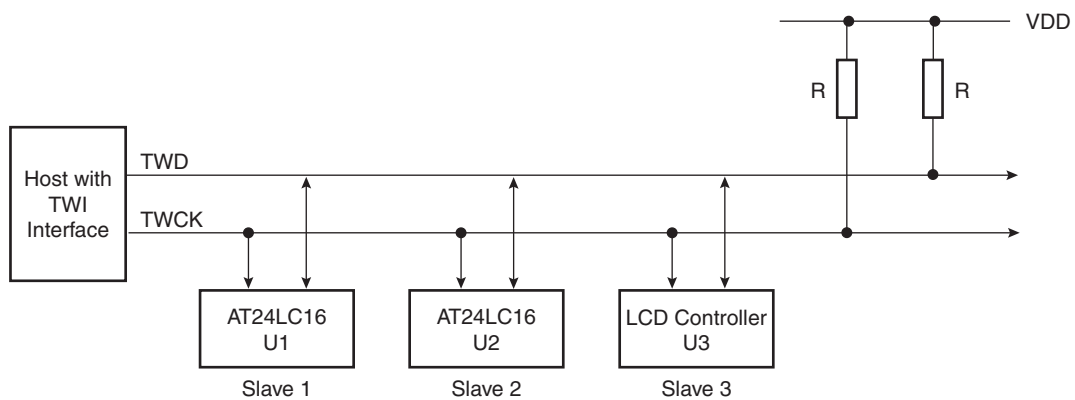 VDD
R
R
Host with
TWI
Interface
TWD
TWCK
AT24LC16
U1
Slave 1
AT24LC16
U2
Slave 2
LCD Controller
U3
Slave 3